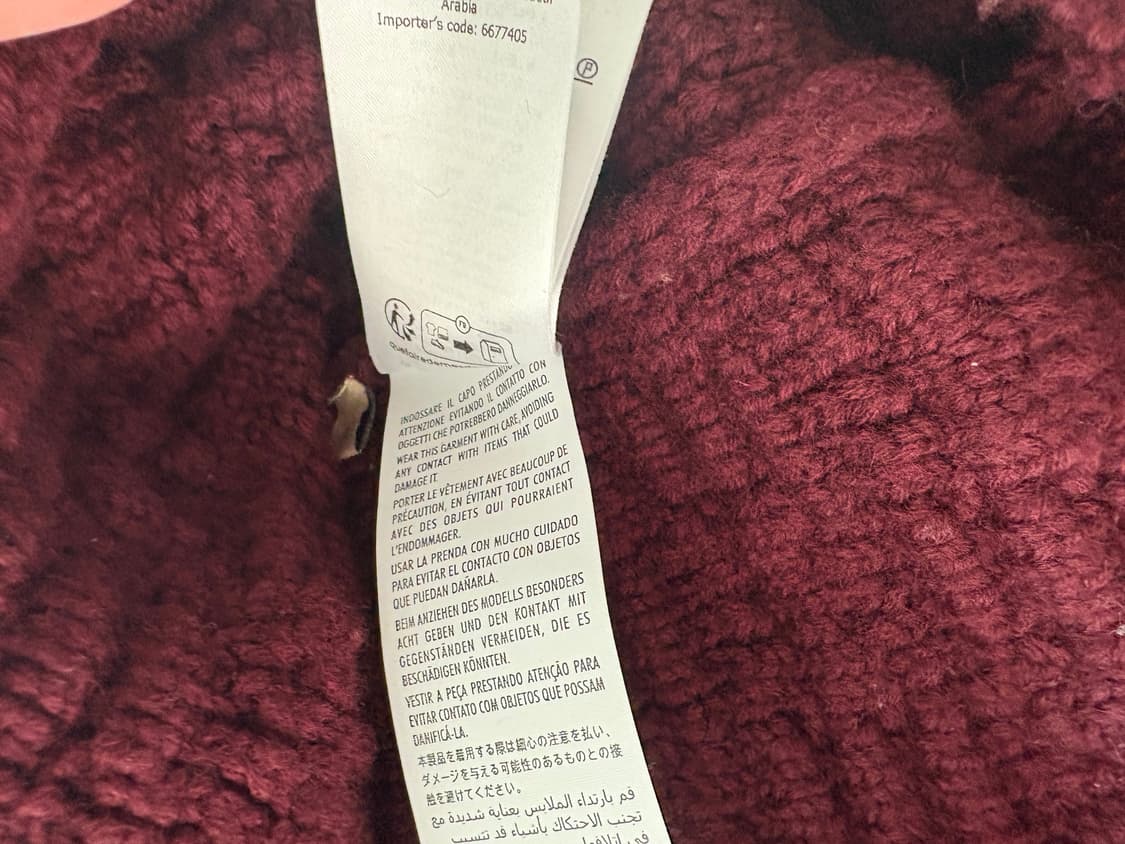 Arabia
Importer's code: 6677405
P
FR
quefairedemes
INDOSSARE IL CAPO PRESTANDO
ATTENZIONE EVITANDO IL CONTATTO CON
OGGETTI CHE POTREBBERO DANNEGGIARLO.
WEAR THIS GARMENT WITH CARE, AVOIDING
ANY CONTACT WITH ITEMS THAT COULD
DAMAGE IT.
PORTER LE VÊTEMENT AVEC BEAUCOUP DE
PRÉCAUTION, EN ÉVITANT TOUT CONTACT
AVEC DES OBJETS QUI POURRAIENT
L'ENDOMMAGER.
USAR LA PRENDA CON MUCHO CUIDADO
PARA EVITAR EL CONTACTO CON OBJETOS
QUE PUEDAN DAÑARLA.
BEIM ANZIEHEN DES MODELLS BESONDERS
ACHT GEBEN UND DEN KONTAKT MIT
GEGENSTÄNDEN VERMEIDEN, DIE ES
BESCHÄDIGEN KÖNNTEN.
VESTIR A PEÇA PRESTANDO ATENÇÃO PARA
EVITAR CONTATO COM OBJETOS QUE POSSAM
DANIFICÁ-LA.
本製品を着用する際は細心の注意を払い、
ダメージを与える可能性のあるものとの接
触を避けてください。
قم بارتداء الملابس بعناية شديدة مع
تجنب الاحتكاك بأشياء قد تتسبب
في إتلافها